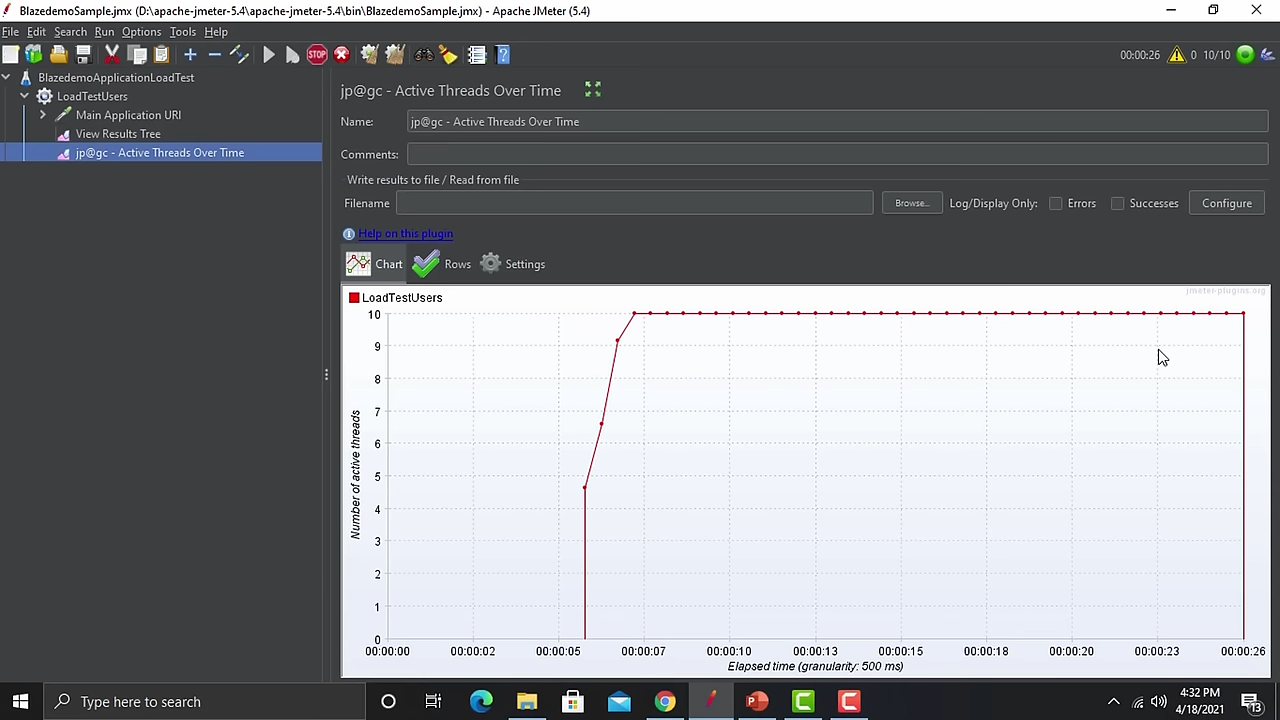 BlazedemoSample.jmx (D:\apache-jmeter-5.4\apache-jmeter-5.4\bin\BlazedemoSample.jmx) - Apache JMeter (5.4)
File Edit Search Run Options Tools Help
STOP
00:00:26 0 10/10
BlazedemoApplicationLoadTest
LoadTestUsers
Main Application URI
View Results Tree
jp@gc - Active Threads Over Time
jp@gc - Active Threads Over Time
Name: jp@gc - Active Threads Over Time
Comments:
Write results to file / Read from file
Filename Browse... Log/Display Only: Errors Successes Configure
Help on this plugin
Chart Rows Settings
jmeter-plugins.org
LoadTestUsers
10
9
8
7
6
5
4
3
2
1
0
Number of active threads
00:00:00 00:00:02 00:00:05 00:00:07 00:00:10 00:00:13 00:00:15 00:00:18 00:00:20 00:00:23 00:00:26
Elapsed time (granularity: 500 ms)
Type here to search
4:32 PM
4/18/2021
13